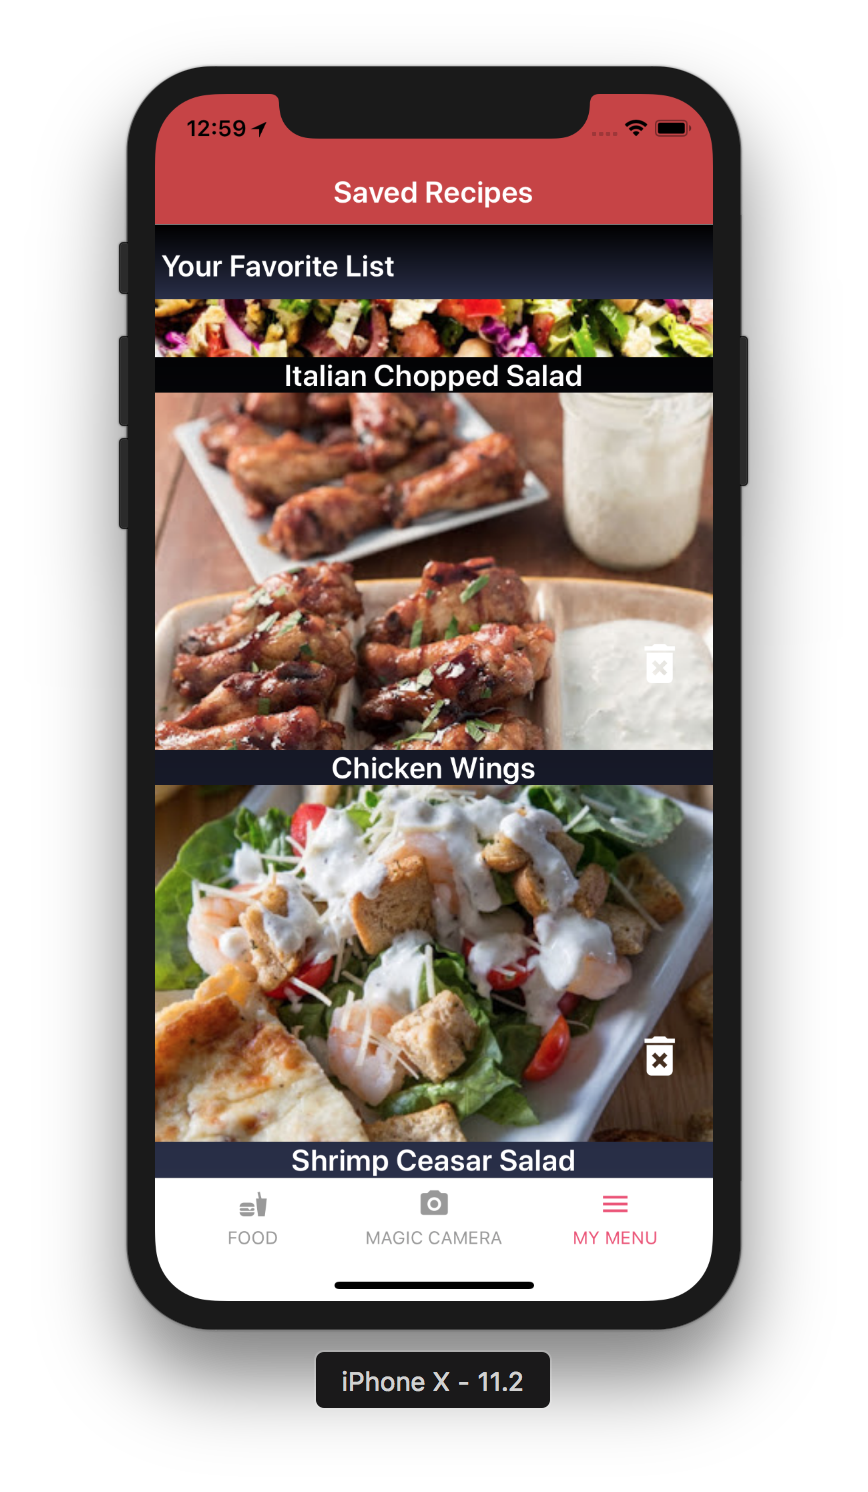 12:59
Saved Recipes
Your Favorite List
Italian Chopped Salad
Chicken Wings
Shrimp Ceasar Salad
FOOD MAGIC CAMERA MY MENU
iPhone X - 11.2